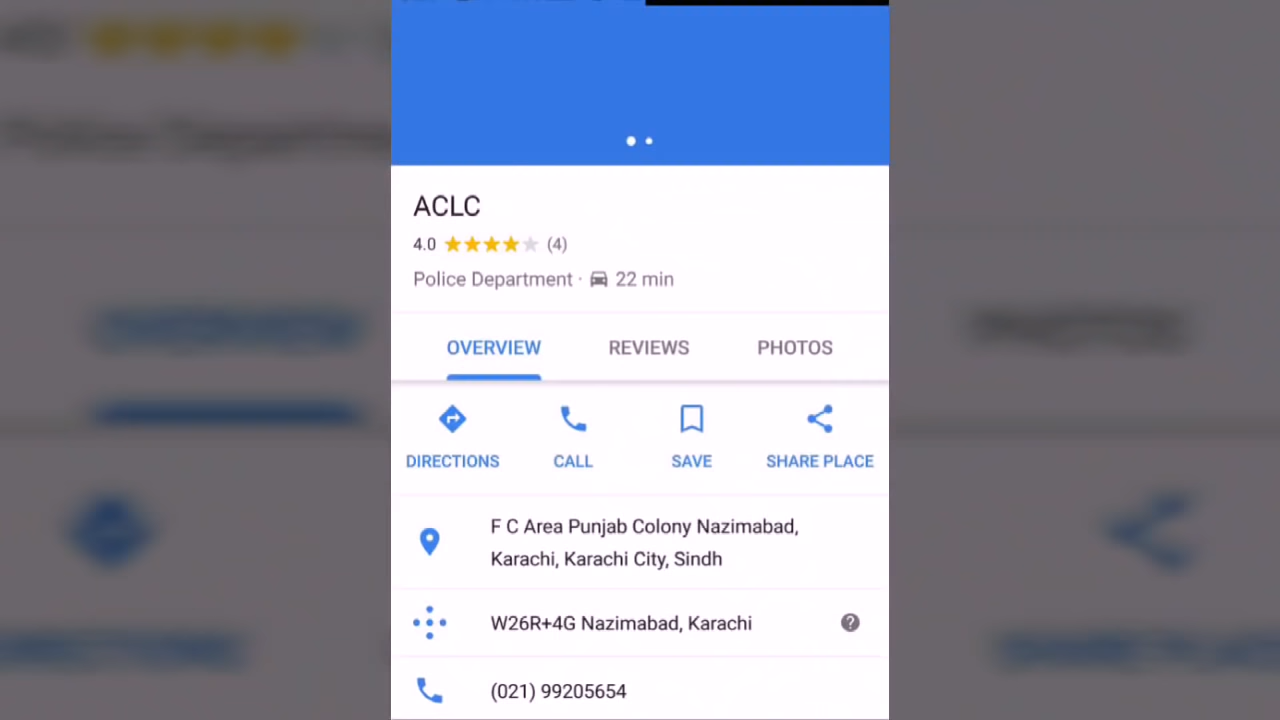 ACLC
4.0 (4)
Police Department · 22 min
OVERVIEW REVIEWS PHOTOS
DIRECTIONS CALL SAVE SHARE PLACE
F C Area Punjab Colony Nazimabad,
Karachi, Karachi City, Sindh
W26R+4G Nazimabad, Karachi
(021) 99205654